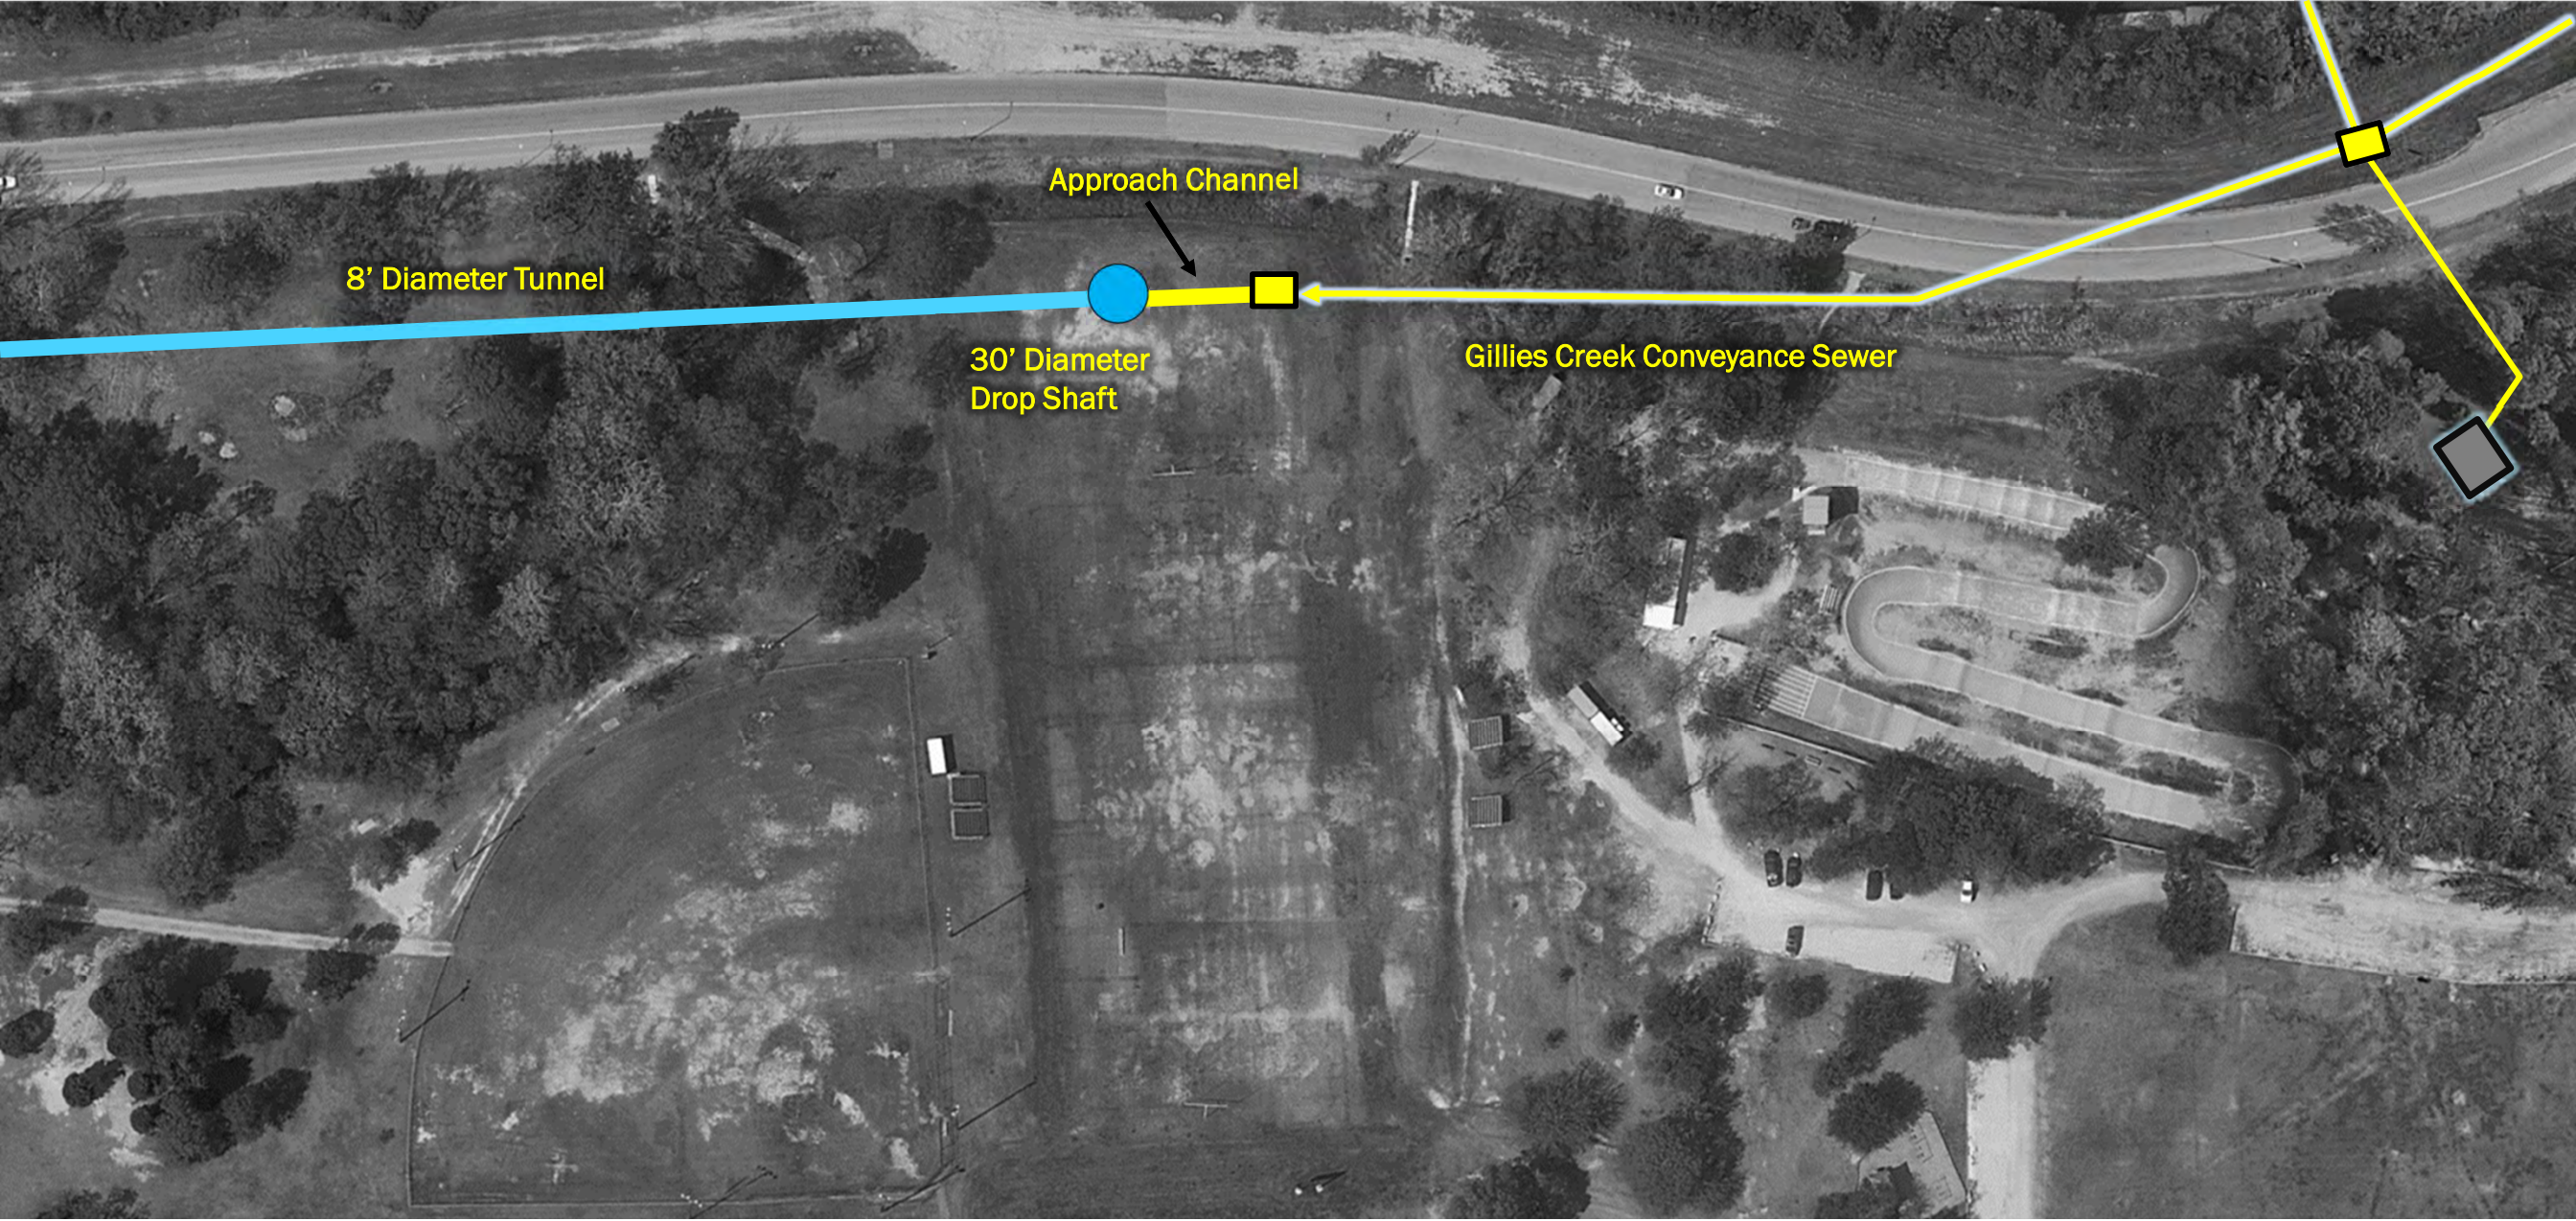 Approach Channel
8’ Diameter Tunnel
30’ Diameter
Drop Shaft
Gillies Creek Conveyance Sewer